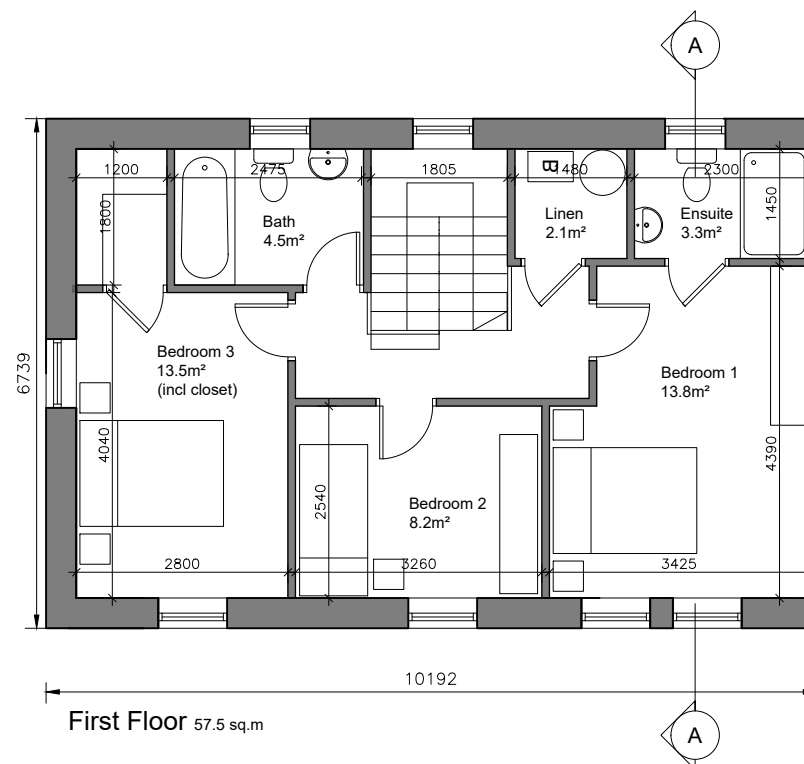 A
1200
2475
1805
1480
2300
B
1800
Bath
4.5m²
Linen
2.1m²
Ensuite
3.3m²
1450
6739
Bedroom 3
13.5m²
(incl closet)
Bedroom 1
13.8m²
4040
2540
Bedroom 2
8.2m²
4390
2800
3260
3425
10192
First Floor 57.5 sq.m
A